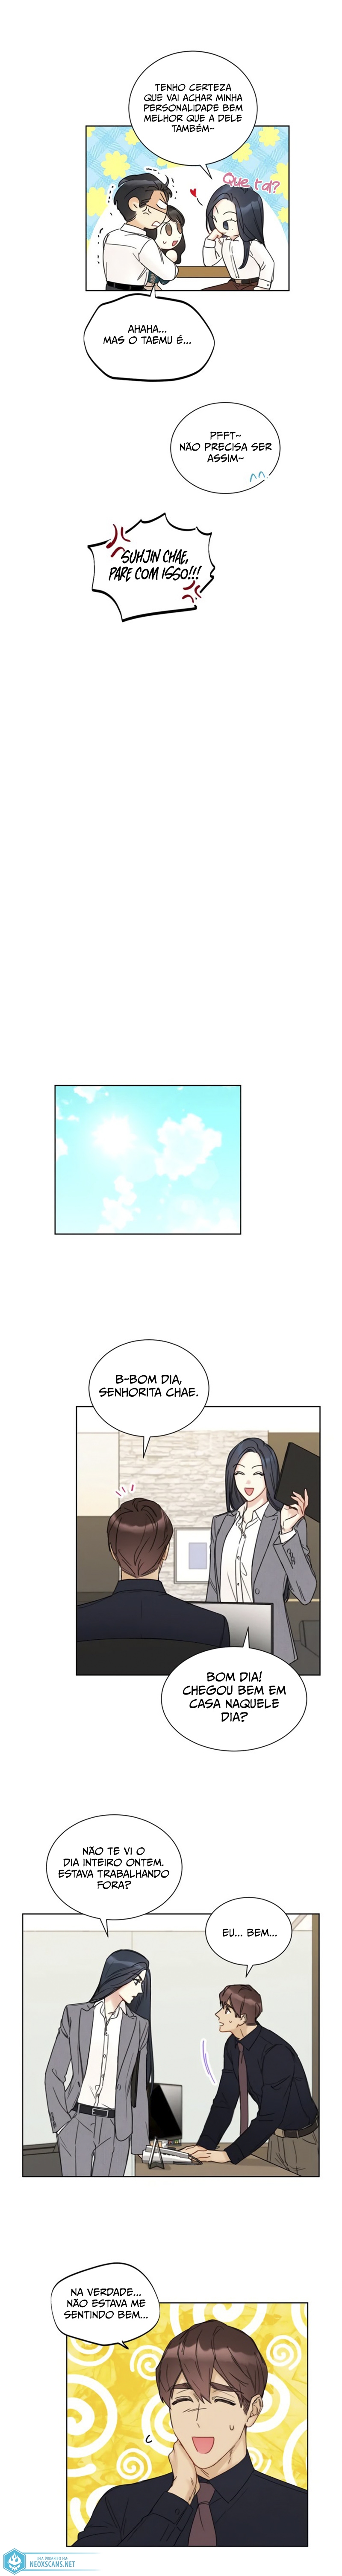 TENHO CERTEZA
QUE VAI ACHAR MINHA
PERSONALIDADE BEM
MELHOR QUE A DELE
TAMBÉM~
Que tal?
AHAHA...
MAS O TAEMU É...
PFFT~
NÃO PRECISA SER
ASSIM~
SUHJIN CHAE,
PARE COM ISSO!!!
B-BOM DIA,
SENHORITA CHAE.
BOM DIA!
CHEGOU BEM EM
CASA NAQUELE
DIA?
NÃO TE VI O
DIA INTEIRO ONTEM.
ESTAVA TRABALHANDO
FORA?
EU... BEM...
NA VERDADE...
NÃO ESTAVA ME
SENTINDO BEM...
NEOXSCANS.NET